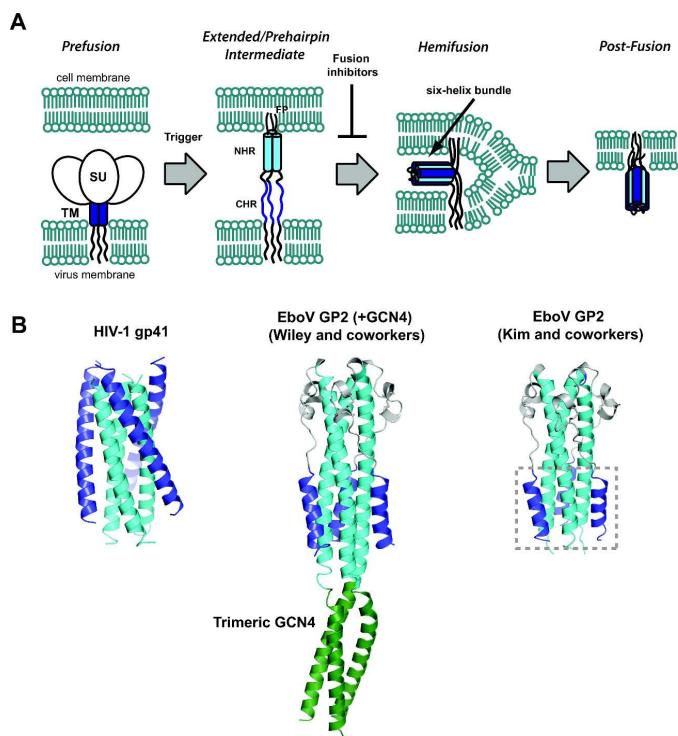 A
Prefusion
Extended/Prehairpin
Intermediate
Fusion
inhibitors
Hemifusion
Post-Fusion
cell membrane
FP
six-helix bundle
Trigger
NHR
SU
CHR
TM
virus membrane
B
HIV-1 gp41
EboV GP2 (+GCN4)
(Wiley and coworkers)
EboV GP2
(Kim and coworkers)
Trimeric GCN4